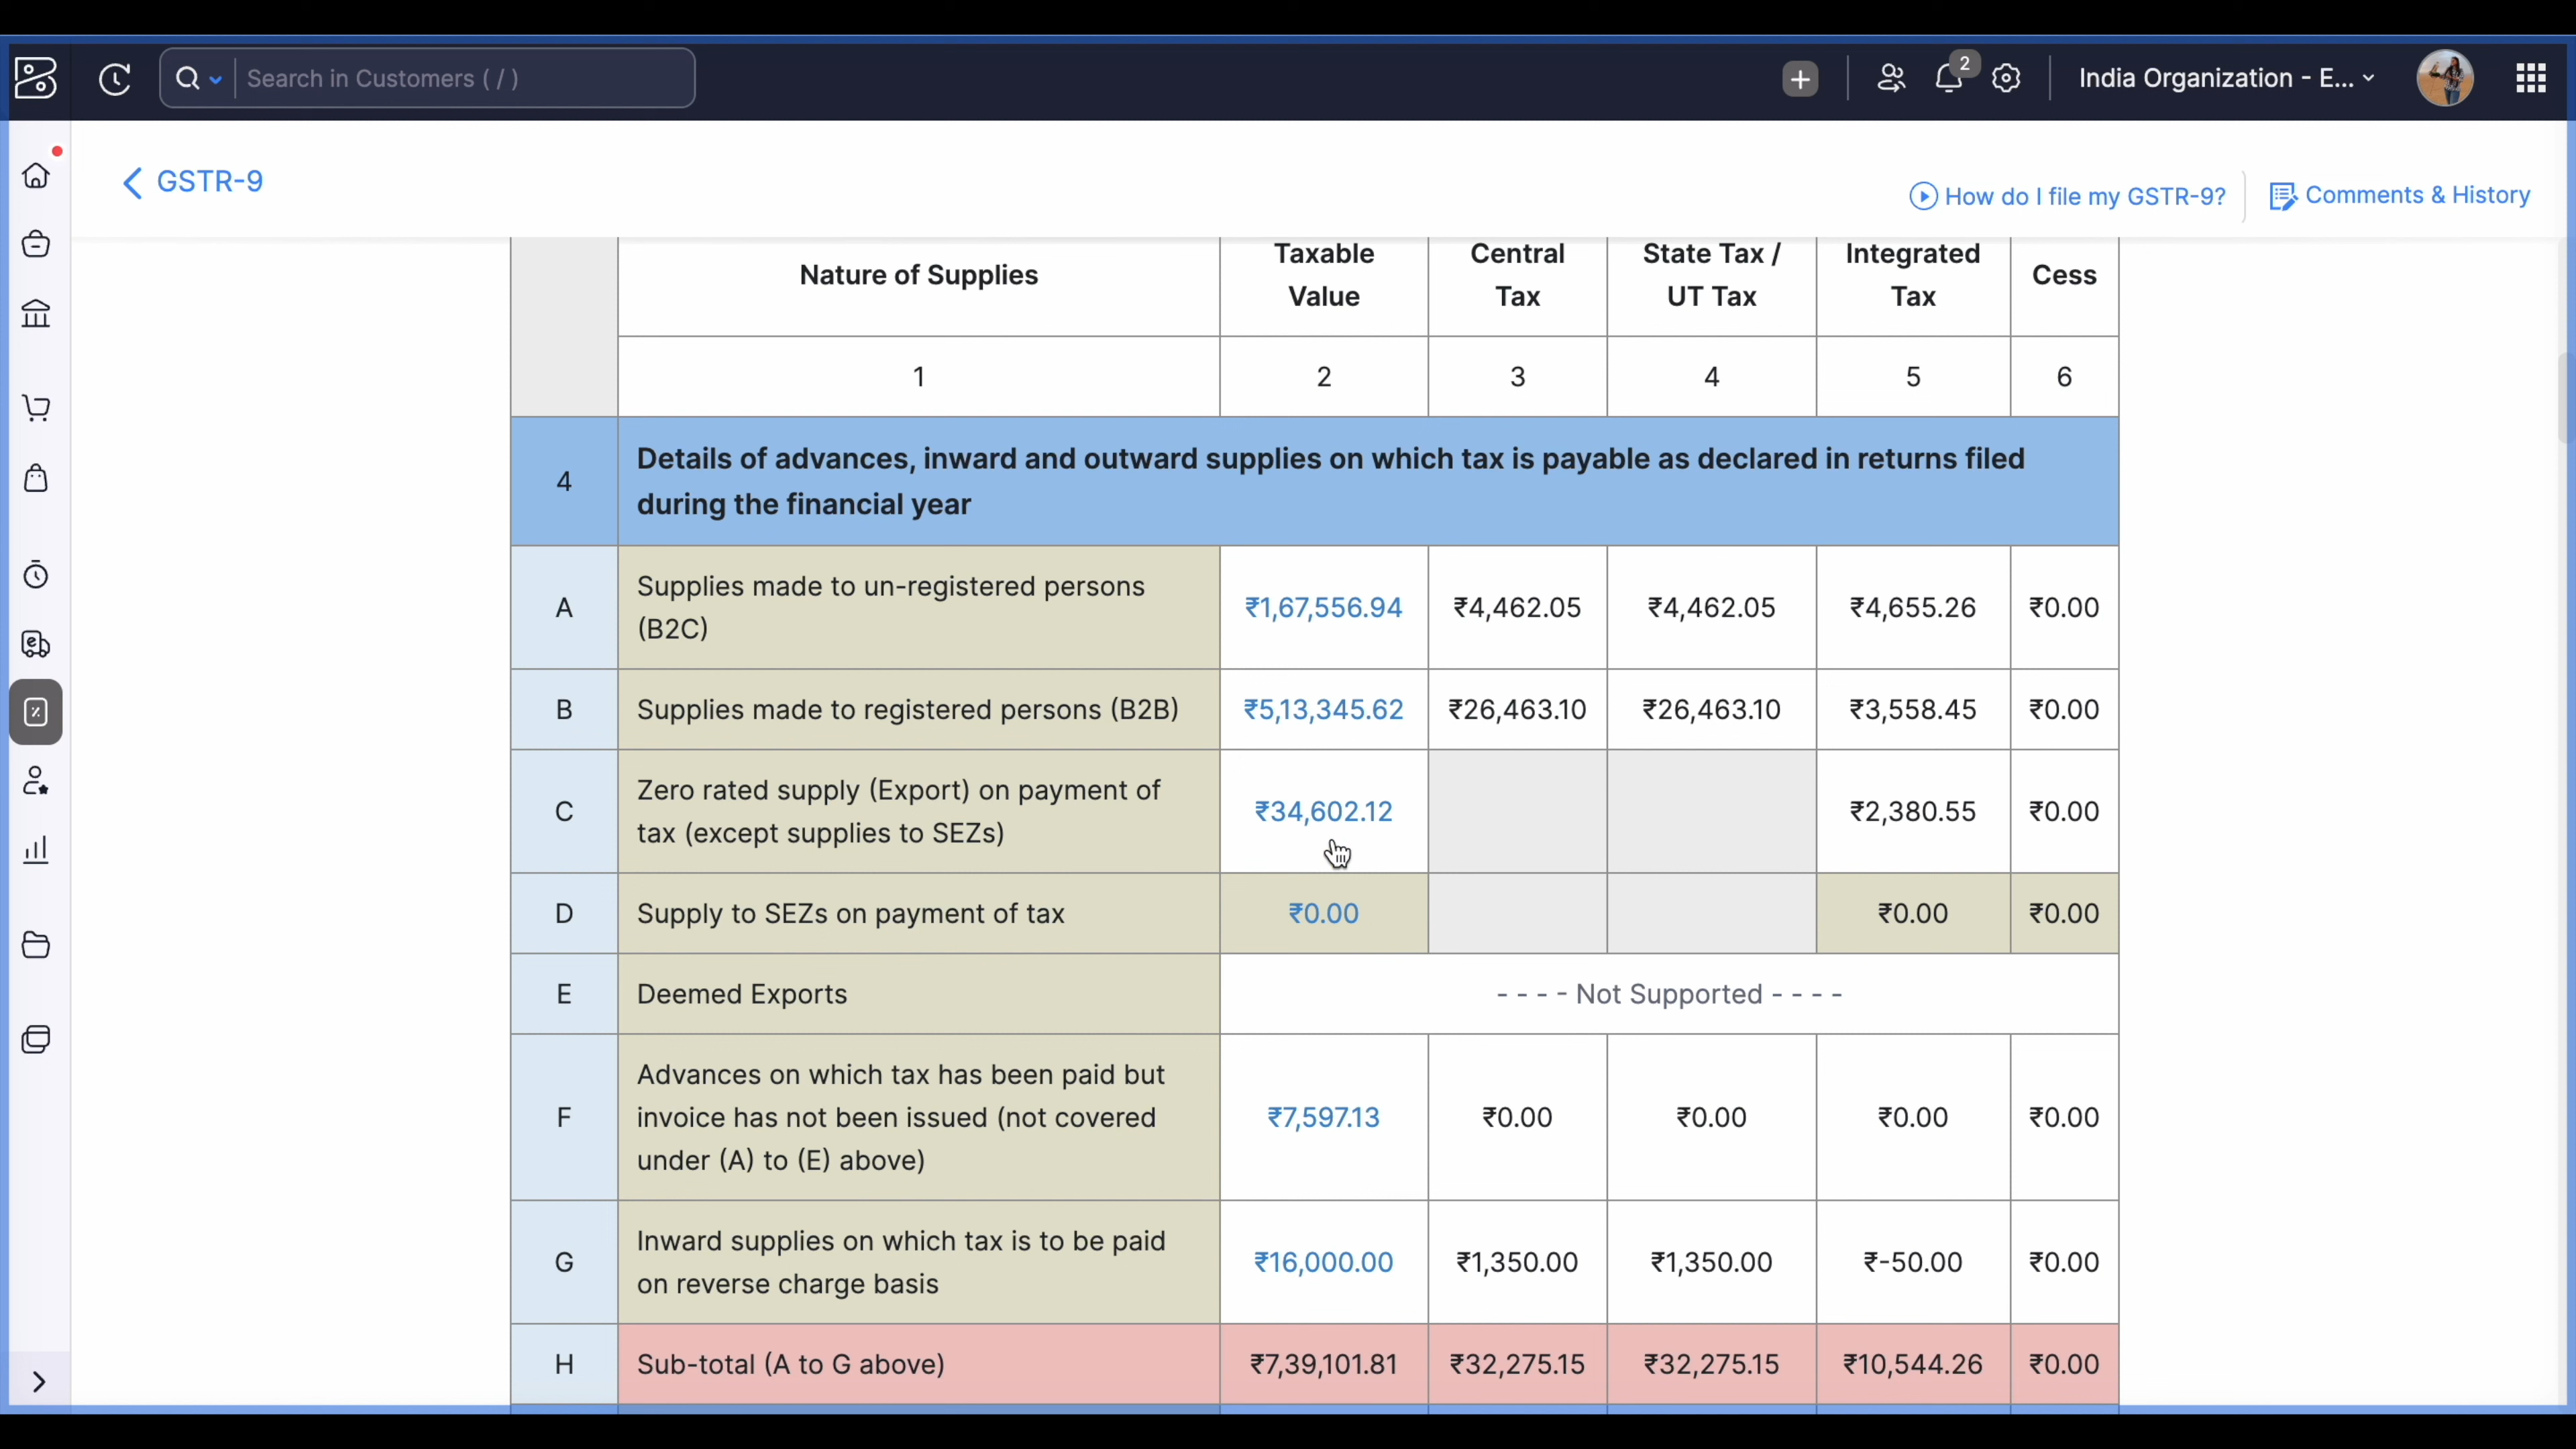 Search in Customers ( / )
2
India Organization - E...
GSTR-9
How do I file my GSTR-9?
Comments & History
Nature of Supplies
Taxable
Value
Central
Tax
State Tax /
UT Tax
Integrated
Tax
Cess
1
2
3
4
5
6
4
Details of advances, inward and outward supplies on which tax is payable as declared in returns filed
during the financial year
A
Supplies made to un-registered persons
(B2C)
₹1,67,556.94
₹4,462.05
₹4,462.05
₹4,655.26
₹0.00
B
Supplies made to registered persons (B2B)
₹5,13,345.62
₹26,463.10
₹26,463.10
₹3,558.45
₹0.00
C
Zero rated supply (Export) on payment of
tax (except supplies to SEZs)
₹34,602.12
₹2,380.55
₹0.00
D
Supply to SEZs on payment of tax
₹0.00
₹0.00
₹0.00
E
Deemed Exports
- - - - Not Supported - - - -
F
Advances on which tax has been paid but
invoice has not been issued (not covered
under (A) to (E) above)
₹7,597.13
₹0.00
₹0.00
₹0.00
₹0.00
G
Inward supplies on which tax is to be paid
on reverse charge basis
₹16,000.00
₹1,350.00
₹1,350.00
₹-50.00
₹0.00
H
Sub-total (A to G above)
₹7,39,101.81
₹32,275.15
₹32,275.15
₹10,544.26
₹0.00